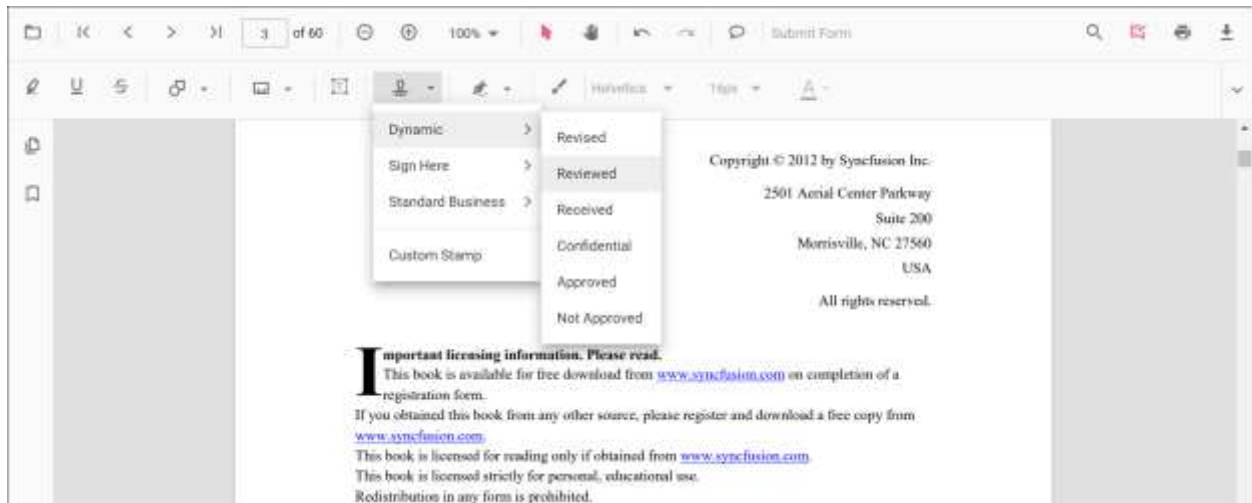 3 of 60 100% Submit Form
Helvetica 16px A
Dynamic
Sign Here
Standard Business
Custom Stamp
Revised
Reviewed
Received
Confidential
Approved
Not Approved
Copyright © 2012 by Syncfusion Inc.
2501 Aerial Center Parkway
Suite 200
Morrisville, NC 27560
USA
All rights reserved.
Important licensing information. Please read.
This book is available for free download from www.syncfusion.com on completion of a
registration form.
If you obtained this book from any other source, please register and download a free copy from
www.syncfusion.com.
This book is licensed for reading only if obtained from www.syncfusion.com.
This book is licensed strictly for personal, educational use.
Redistribution in any form is prohibited.